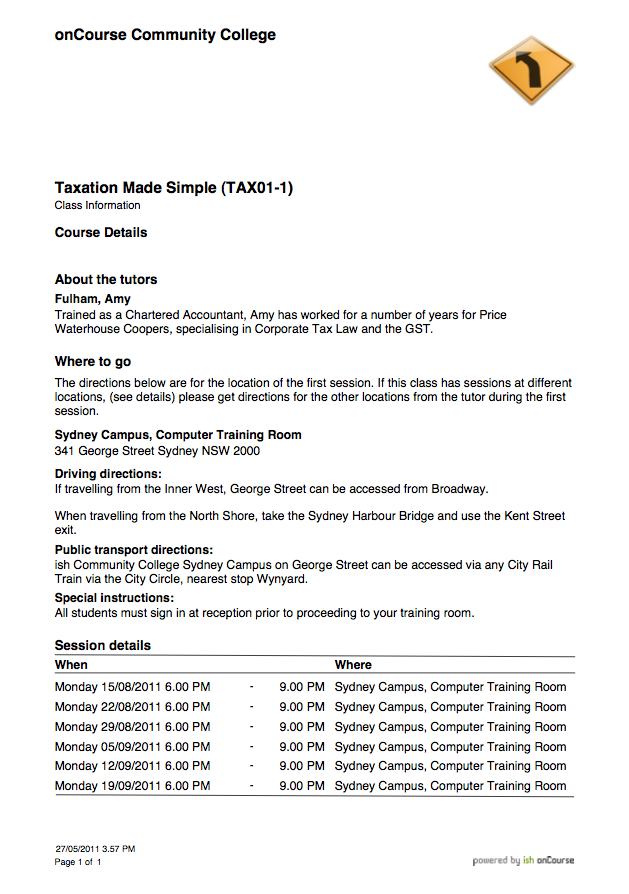 onCourse Community College
Taxation Made Simple (TAX01-1)
Class Information
Course Details
About the tutors
Fulham, Amy
Trained as a Chartered Accountant, Amy has worked for a number of years for Price
Waterhouse Coopers, specialising in Corporate Tax Law and the GST.
Where to go
The directions below are for the location of the first session. If this class has sessions at different
locations, (see details) please get directions for the other locations from the tutor during the first
session.
Sydney Campus, Computer Training Room
341 George Street Sydney NSW 2000
Driving directions:
If travelling from the Inner West, George Street can be accessed from Broadway.
When travelling from the North Shore, take the Sydney Harbour Bridge and use the Kent Street
exit.
Public transport directions:
ish Community College Sydney Campus on George Street can be accessed via any City Rail
Train via the City Circle, nearest stop Wynyard.
Special instructions:
All students must sign in at reception prior to proceeding to your training room.
Session details
When Where
Monday 15/08/2011 6.00 PM - 9.00 PM Sydney Campus, Computer Training Room
Monday 22/08/2011 6.00 PM - 9.00 PM Sydney Campus, Computer Training Room
Monday 29/08/2011 6.00 PM - 9.00 PM Sydney Campus, Computer Training Room
Monday 05/09/2011 6.00 PM - 9.00 PM Sydney Campus, Computer Training Room
Monday 12/09/2011 6.00 PM - 9.00 PM Sydney Campus, Computer Training Room
Monday 19/09/2011 6.00 PM - 9.00 PM Sydney Campus, Computer Training Room
27/05/2011 3.57 PM
Page 1 of 1
powered by ish onCourse